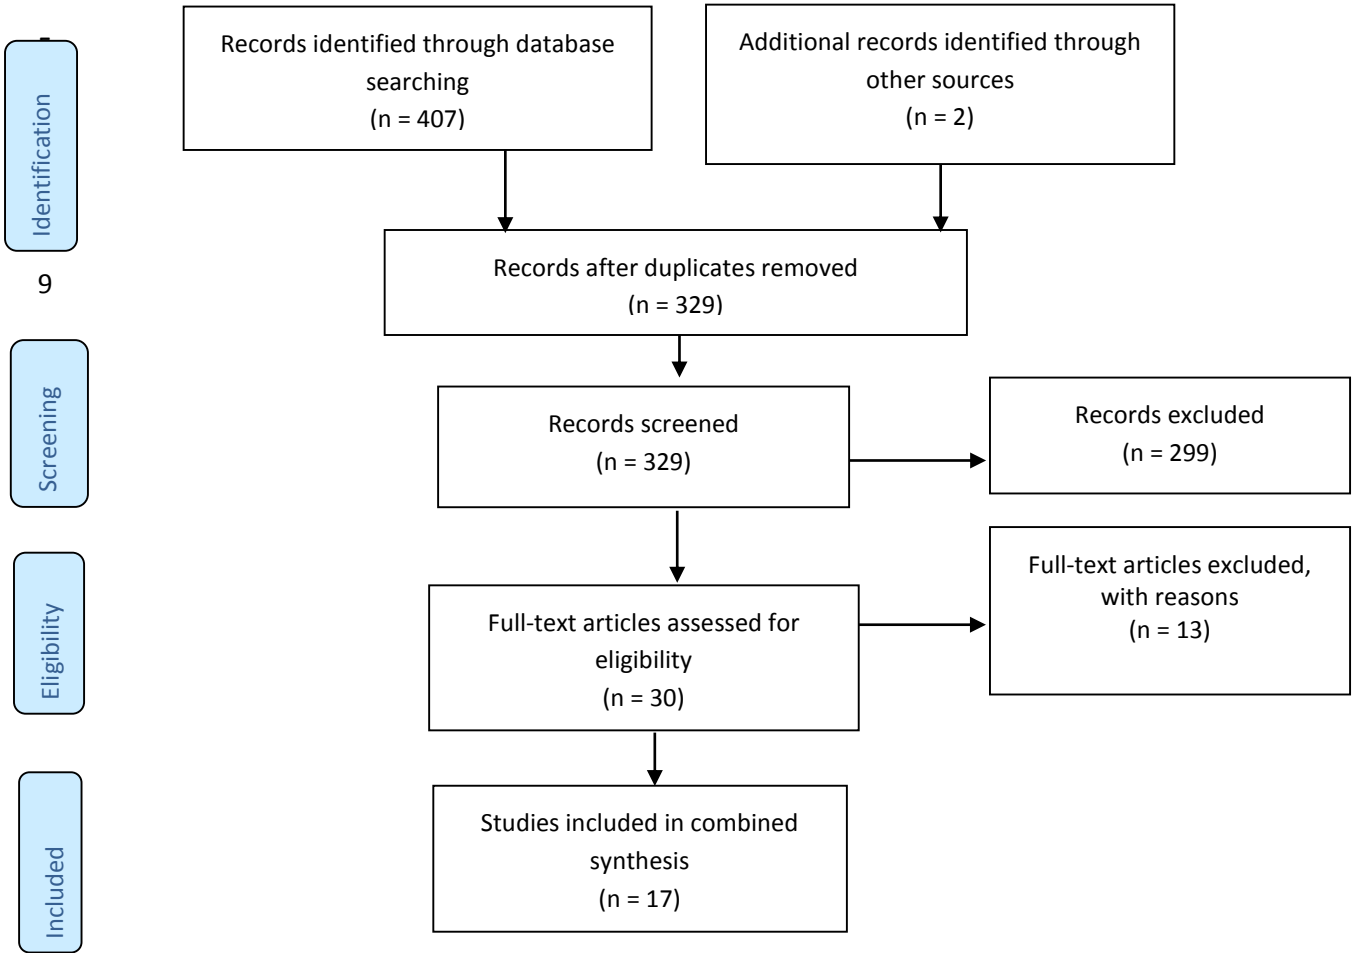 Identification
Records identified through database
searching
(n = 407)
Additional records identified through
other sources
(n = 2)
Records after duplicates removed
(n = 329)
9
Screening
Records screened
(n = 329)
Records excluded
(n = 299)
Eligibility
Full-text articles assessed for
eligibility
(n = 30)
Full-text articles excluded,
with reasons
(n = 13)
Included
Studies included in combined
synthesis
(n = 17)